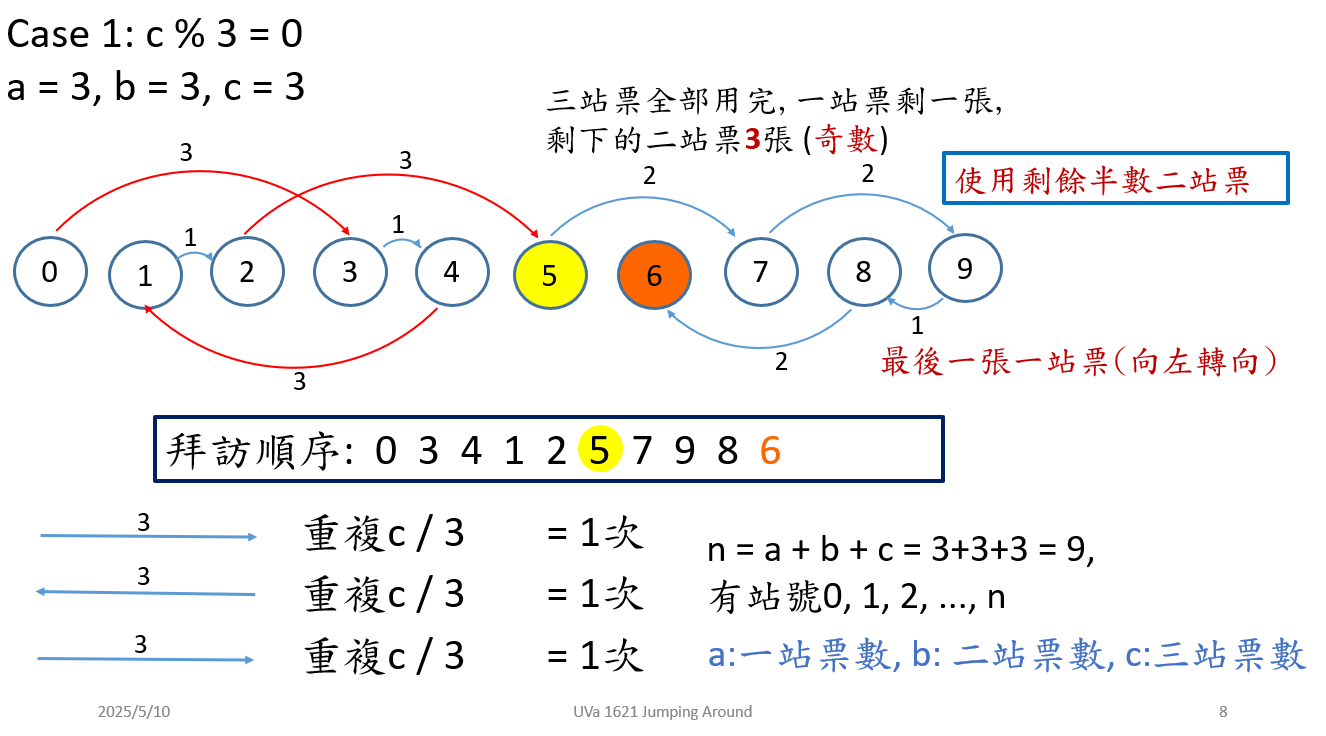 Case 1: c % 3 = 0
a = 3, b = 3, c = 3
三站票全部用完, 一站票剩一張,
剩下的二站票3張 (奇數)
使用剩餘半數二站票
3
3
2
2
1
1
0
1
2
3
4
5
6
7
8
9
3
2
1
最後一張一站票(向左轉向)
拜訪順序: 0 3 4 1 2 5 7 9 8 6
3
重複c / 3 = 1次
3
重複c / 3 = 1次
3
重複c / 3 = 1次
n = a + b + c = 3+3+3 = 9,
有站號0, 1, 2, ..., n
a:一站票數, b: 二站票數, c:三站票數
2025/5/10
UVa 1621 Jumping Around
8